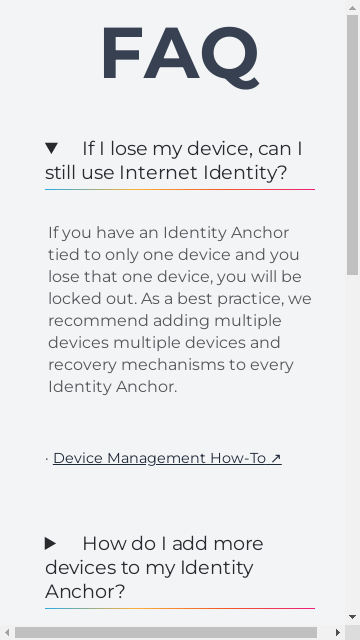 FAQ
▼ If I lose my device, can I
still use Internet Identity?
If you have an Identity Anchor
tied to only one device and you
lose that one device, you will be
locked out. As a best practice, we
recommend adding multiple
devices multiple devices and
recovery mechanisms to every
Identity Anchor.
· Device Management How-To ↗
▶ How do I add more
devices to my Identity
Anchor?